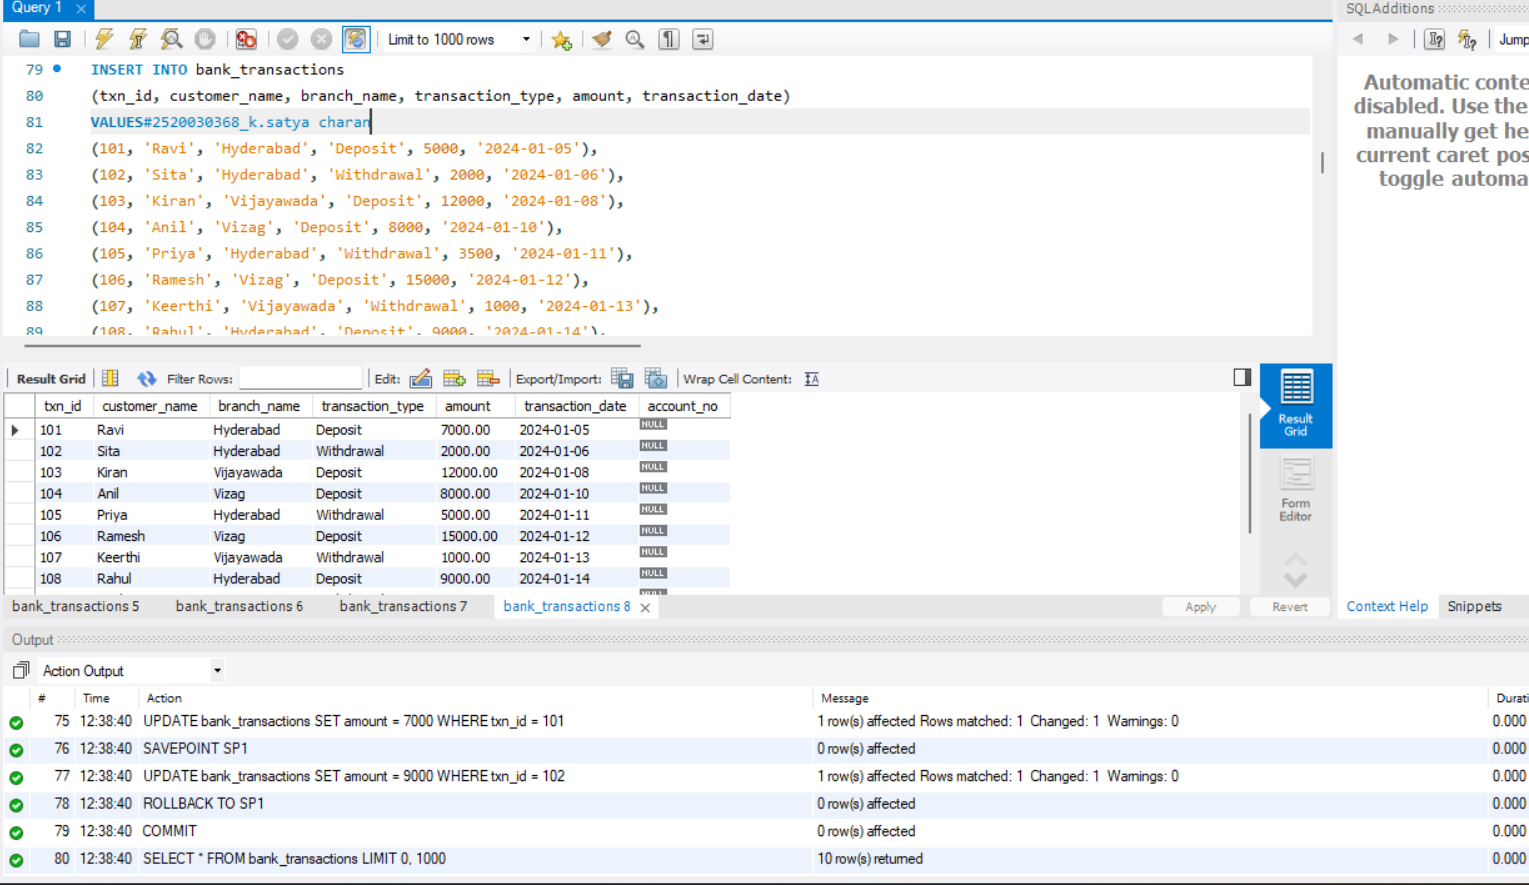 Query 1 ×
SQLAdditions
Limit to 1000 rows
Jump
79 INSERT INTO bank_transactions
80 (txn_id, customer_name, branch_name, transaction_type, amount, transaction_date)
81 VALUES#2520030368_k.satya charan
82 (101, 'Ravi', 'Hyderabad', 'Deposit', 5000, '2024-01-05'),
83 (102, 'Sita', 'Hyderabad', 'Withdrawal', 2000, '2024-01-06'),
84 (103, 'Kiran', 'Vijayawada', 'Deposit', 12000, '2024-01-08'),
85 (104, 'Anil', 'Vizag', 'Deposit', 8000, '2024-01-10'),
86 (105, 'Priya', 'Hyderabad', 'Withdrawal', 3500, '2024-01-11'),
87 (106, 'Ramesh', 'Vizag', 'Deposit', 15000, '2024-01-12'),
88 (107, 'Keerthi', 'Vijayawada', 'Withdrawal', 1000, '2024-01-13'),
89 (108, 'Rahul', 'Hyderabad', 'Deposit', 9000, '2024-01-14'),
Automatic conte
disabled. Use the
manually get he
current caret pos
toggle automa
Result Grid Filter Rows: Edit: Export/Import: Wrap Cell Content: IA
txn_id customer_name branch_name transaction_type amount transaction_date account_no
101 Ravi Hyderabad Deposit 7000.00 2024-01-05 NULL
102 Sita Hyderabad Withdrawal 2000.00 2024-01-06 NULL
103 Kiran Vijayawada Deposit 12000.00 2024-01-08 NULL
104 Anil Vizag Deposit 8000.00 2024-01-10 NULL
105 Priya Hyderabad Withdrawal 5000.00 2024-01-11 NULL
106 Ramesh Vizag Deposit 15000.00 2024-01-12 NULL
107 Keerthi Vijayawada Withdrawal 1000.00 2024-01-13 NULL
108 Rahul Hyderabad Deposit 9000.00 2024-01-14 NULL
NULL
Result
Grid
Form
Editor
bank_transactions 5 bank_transactions 6 bank_transactions 7 bank_transactions 8 × Apply Revert
Context Help Snippets
Output
Action Output
# Time Action Message Durati
75 12:38:40 UPDATE bank_transactions SET amount = 7000 WHERE txn_id = 101 1 row(s) affected Rows matched: 1 Changed: 1 Warnings: 0 0.000
76 12:38:40 SAVEPOINT SP1 0 row(s) affected 0.000
77 12:38:40 UPDATE bank_transactions SET amount = 9000 WHERE txn_id = 102 1 row(s) affected Rows matched: 1 Changed: 1 Warnings: 0 0.000
78 12:38:40 ROLLBACK TO SP1 0 row(s) affected 0.000
79 12:38:40 COMMIT 0 row(s) affected 0.000
80 12:38:40 SELECT * FROM bank_transactions LIMIT 0, 1000 10 row(s) returned 0.000